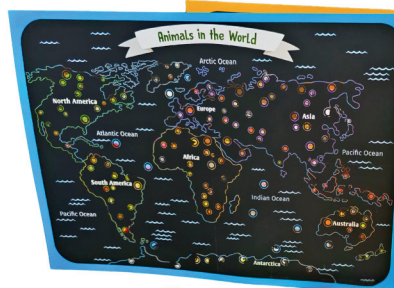 Animals in the World
Arctic Ocean
North America
Europe
Asia
Atlantic Ocean
Pacific Ocean
Africa
South America
Indian Ocean
Pacific Ocean
Australia
Antarctica